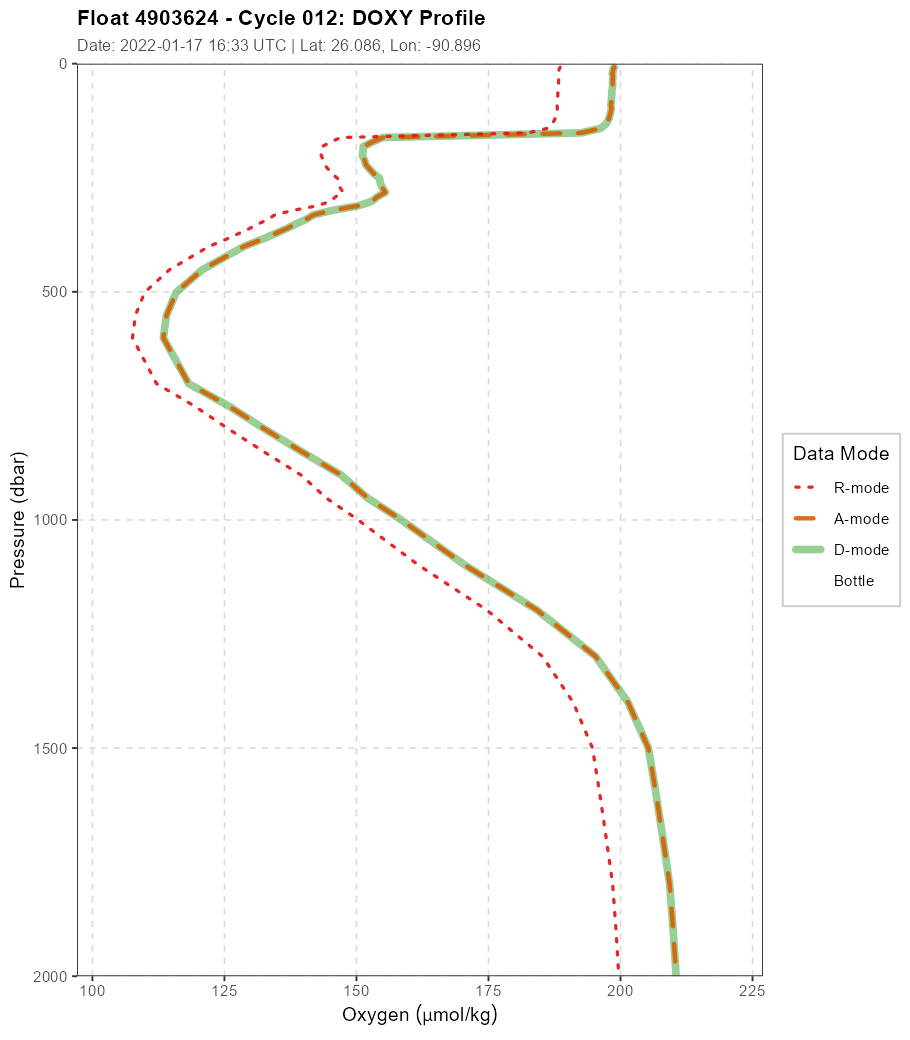 Float 4903624 - Cycle 012: DOXY Profile
Date: 2022-01-17 16:33 UTC | Lat: 26.086, Lon: -90.896
0
500
1000
1500
2000
Pressure (dbar)
100 125 150 175 200 225
Oxygen (μmol/kg)
Data Mode
R-mode
A-mode
D-mode
Bottle